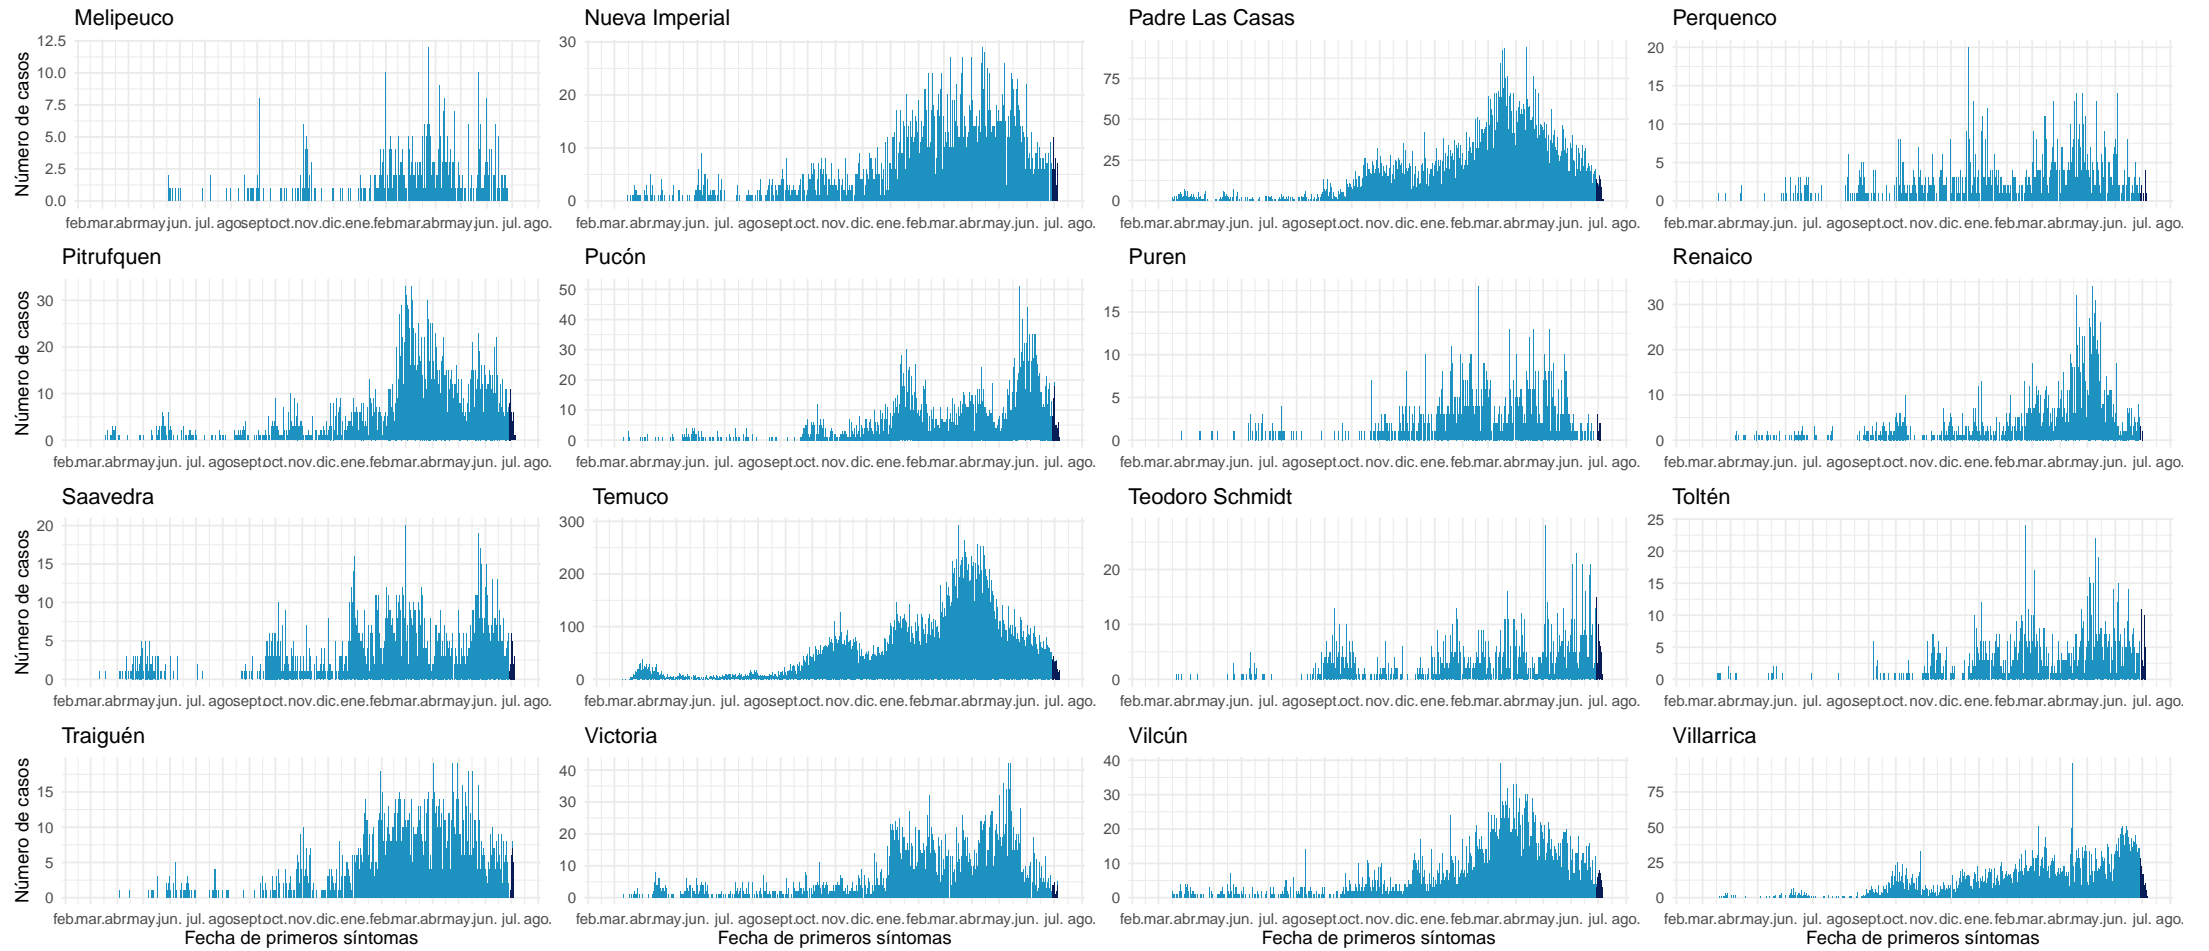 Melipeuco
Nueva Imperial
Padre Las Casas
Perquenco
Número de casos
12.5
10.0
7.5
5.0
2.5
0.0
30
20
10
0
75
50
25
0
20
15
10
5
0
feb.mar.abr.may.jun. jul. ago.sept.oct. nov. dic. ene. feb.mar.abr.may.jun. jul. ago.
feb.mar.abr.may.jun. jul. ago.sept.oct. nov. dic. ene. feb.mar.abr.may.jun. jul. ago.
feb.mar.abr.may.jun. jul. ago.sept.oct. nov. dic. ene. feb.mar.abr.may.jun. jul. ago.
feb.mar.abr.may.jun. jul. ago.sept.oct. nov. dic. ene. feb.mar.abr.may.jun. jul. ago.
Pitrufquen
Pucón
Puren
Renaico
Número de casos
30
20
10
0
50
40
30
20
10
0
15
10
5
0
30
20
10
0
feb.mar.abr.may.jun. jul. ago.sept.oct. nov. dic. ene. feb.mar.abr.may.jun. jul. ago.
feb.mar.abr.may.jun. jul. ago.sept.oct. nov. dic. ene. feb.mar.abr.may.jun. jul. ago.
feb.mar.abr.may.jun. jul. ago.sept.oct. nov. dic. ene. feb.mar.abr.may.jun. jul. ago.
feb.mar.abr.may.jun. jul. ago.sept.oct. nov. dic. ene. feb.mar.abr.may.jun. jul. ago.
Saavedra
Temuco
Teodoro Schmidt
Toltén
Número de casos
20
15
10
5
0
300
200
100
0
20
10
0
25
20
15
10
5
0
feb.mar.abr.may.jun. jul. ago.sept.oct. nov. dic. ene. feb.mar.abr.may.jun. jul. ago.
feb.mar.abr.may.jun. jul. ago.sept.oct. nov. dic. ene. feb.mar.abr.may.jun. jul. ago.
feb.mar.abr.may.jun. jul. ago.sept.oct. nov. dic. ene. feb.mar.abr.may.jun. jul. ago.
feb.mar.abr.may.jun. jul. ago.sept.oct. nov. dic. ene. feb.mar.abr.may.jun. jul. ago.
Traiguén
Victoria
Vilcún
Villarrica
Número de casos
15
10
5
0
40
30
20
10
0
40
30
20
10
0
75
50
25
0
feb.mar.abr.may.jun. jul. ago.sept.oct. nov. dic. ene. feb.mar.abr.may.jun. jul. ago.
feb.mar.abr.may.jun. jul. ago.sept.oct. nov. dic. ene. feb.mar.abr.may.jun. jul. ago.
feb.mar.abr.may.jun. jul. ago.sept.oct. nov. dic. ene. feb.mar.abr.may.jun. jul. ago.
feb.mar.abr.may.jun. jul. ago.sept.oct. nov. dic. ene. feb.mar.abr.may.jun. jul. ago.
Fecha de primeros síntomas
Fecha de primeros síntomas
Fecha de primeros síntomas
Fecha de primeros síntomas